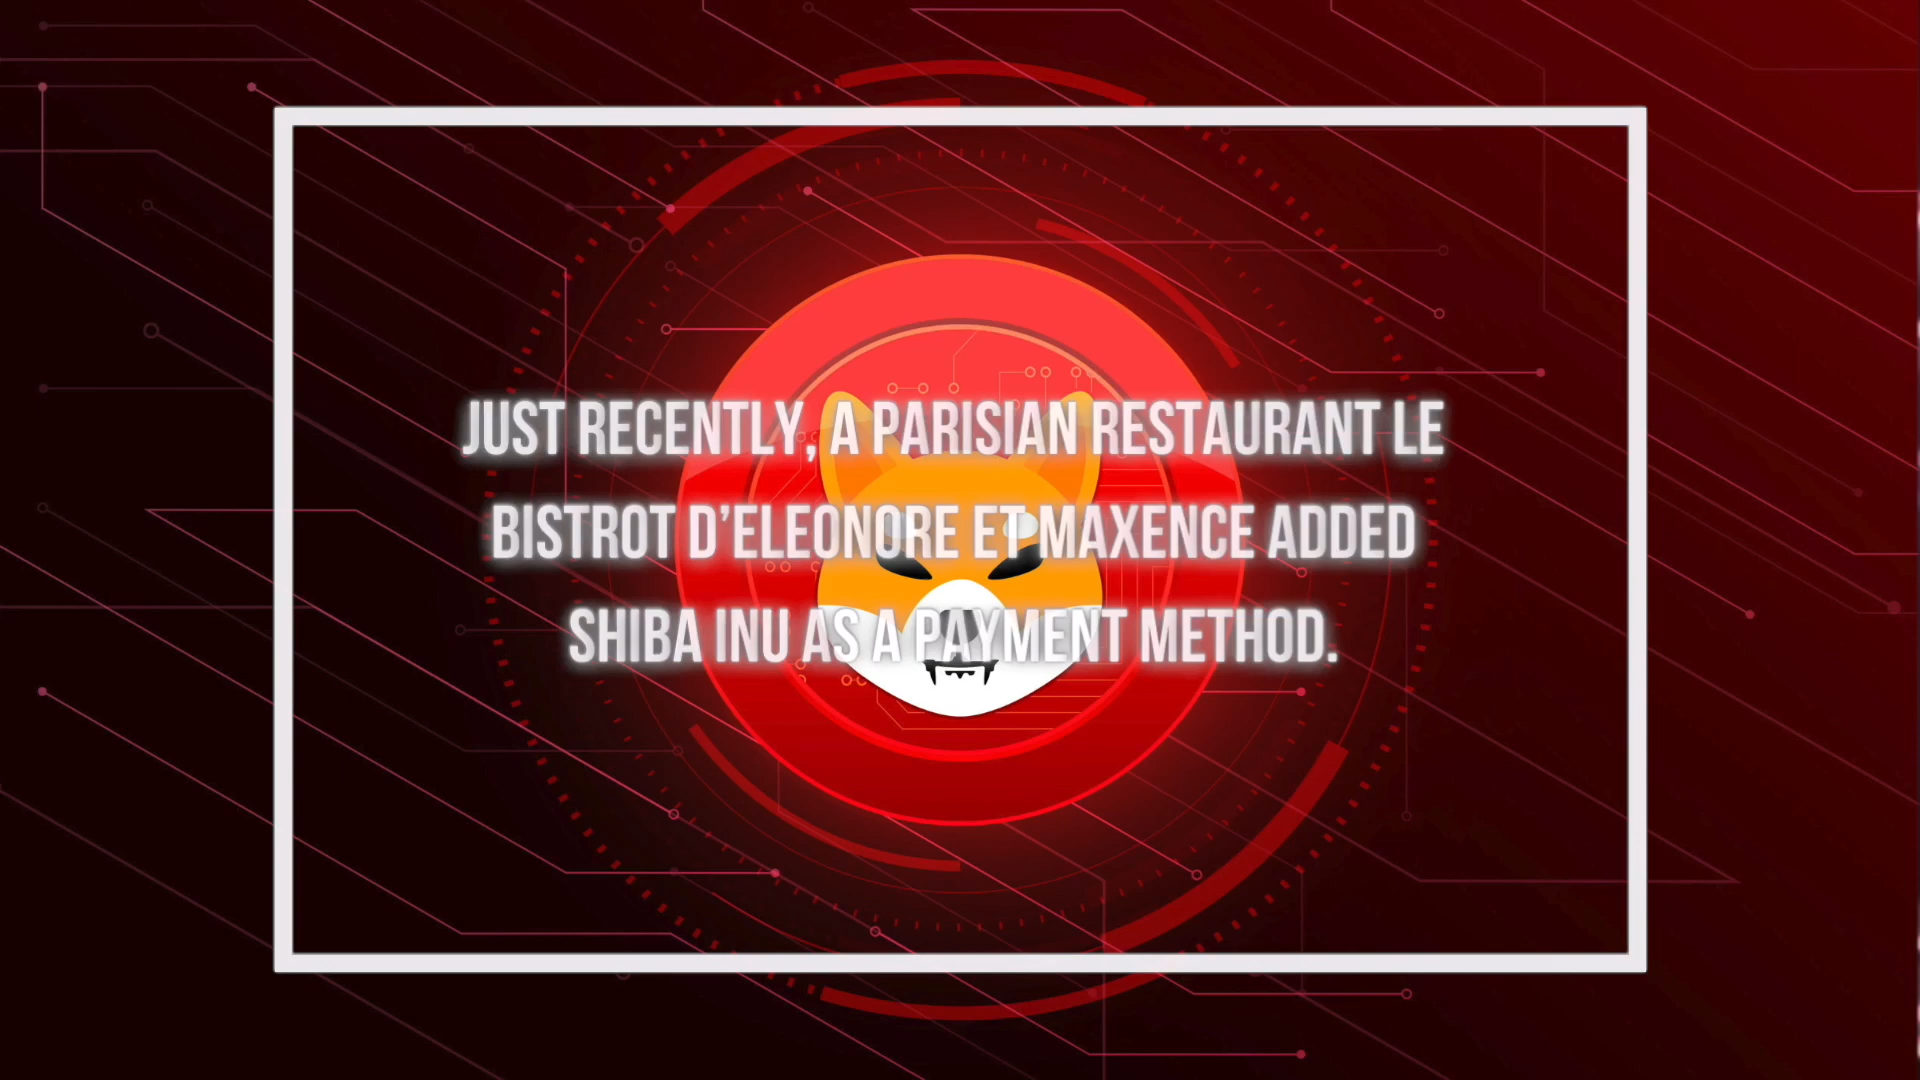 JUST RECENTLY, A PARISIAN RESTAURANT LE
BISTROT D’ELEONORE ET MAXENCE ADDED
SHIBA INU AS A PAYMENT METHOD.